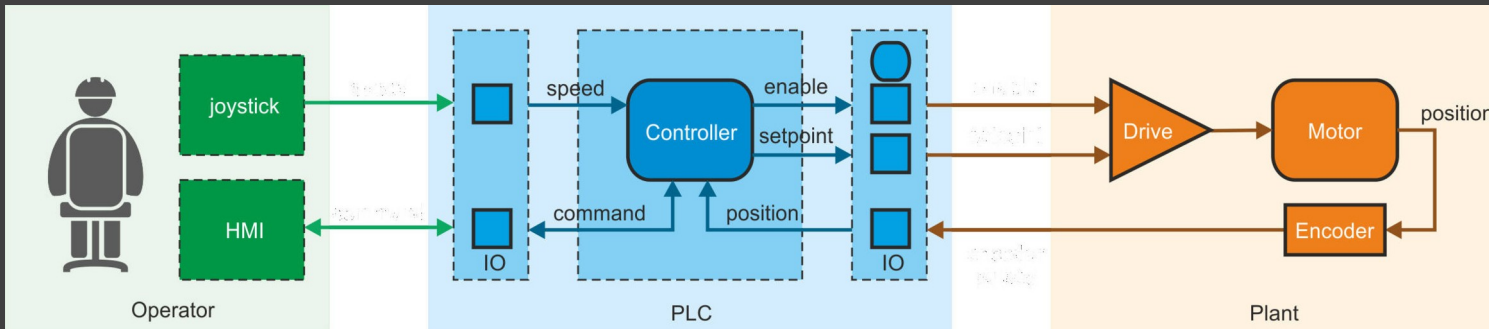 joystick
speed
enable
Controller
setpoint
Drive
Motor
position
HMI
command
position
Encoder
IO
IO
Operator
PLC
Plant